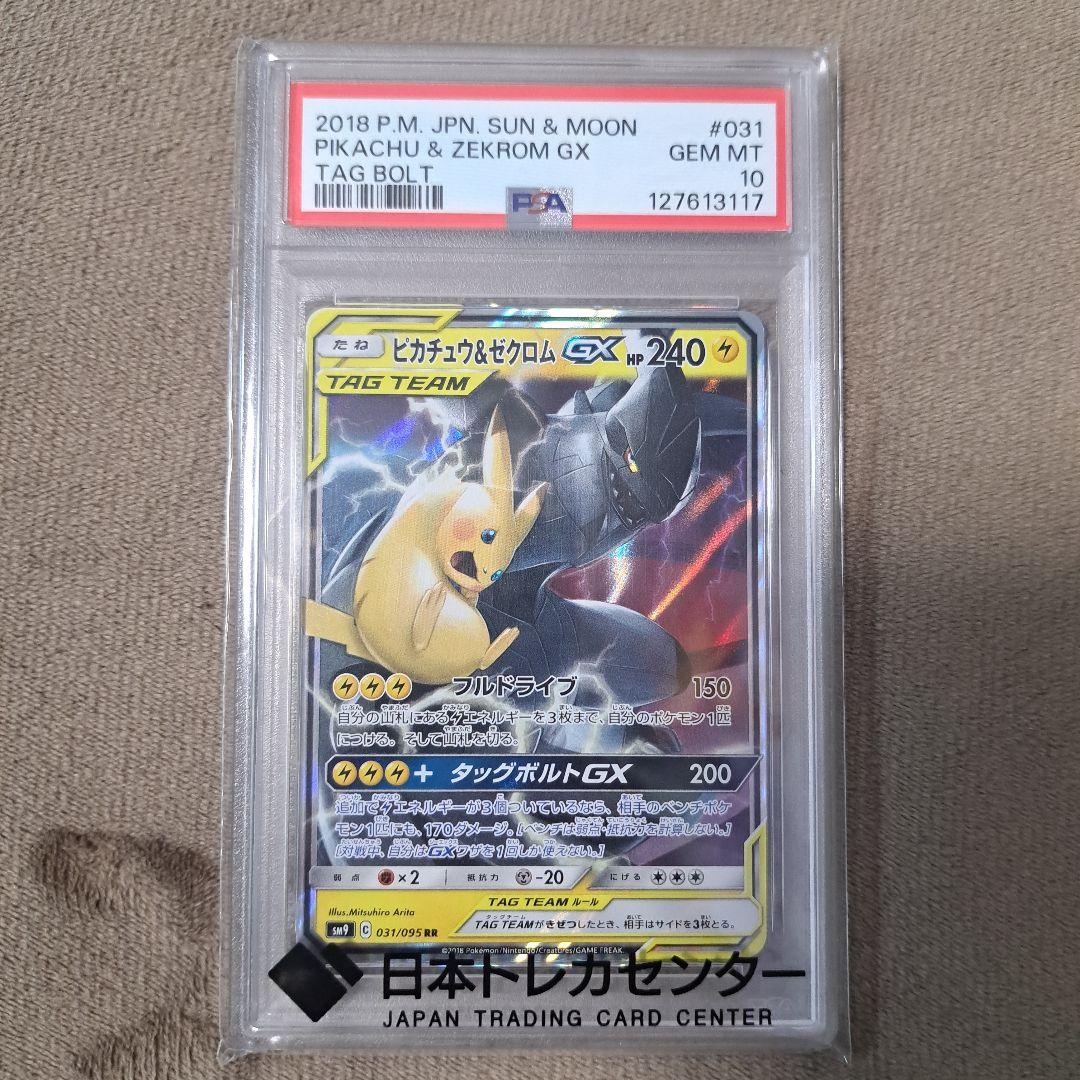 2018 P.M. JPN. SUN & MOON #031
PIKACHU & ZEKROM GX GEM MT
TAG BOLT 10
PSA 127613117
たね ピカチュウ&ゼクロムGX HP240
TAG TEAM
フルドライブ 150
自分の山札にあるエネルギーを3枚まで、自分のポケモン1匹
につける。そして山札を切る。
+ タッグボルトGX 200
追加でエネルギーが3個ついているなら、相手のベンチポケ
モン1匹にも、170ダメージ。[ベンチは弱点・抵抗力を計算しない。]
[対戦中、自分はGXワザを1回しか使えない。]
弱点 ×2 抵抗力 -20 にげる
TAG TEAM ルール
Illus.Mitsuhiro Arita
TAG TEAMがきぜつしたとき、相手はサイドを3枚とる。
SM9 C 031/095 RR
©2018 Pokémon/Nintendo/Creatures/GAME FREAK.
日本トレカセンター
JAPAN TRADING CARD CENTER